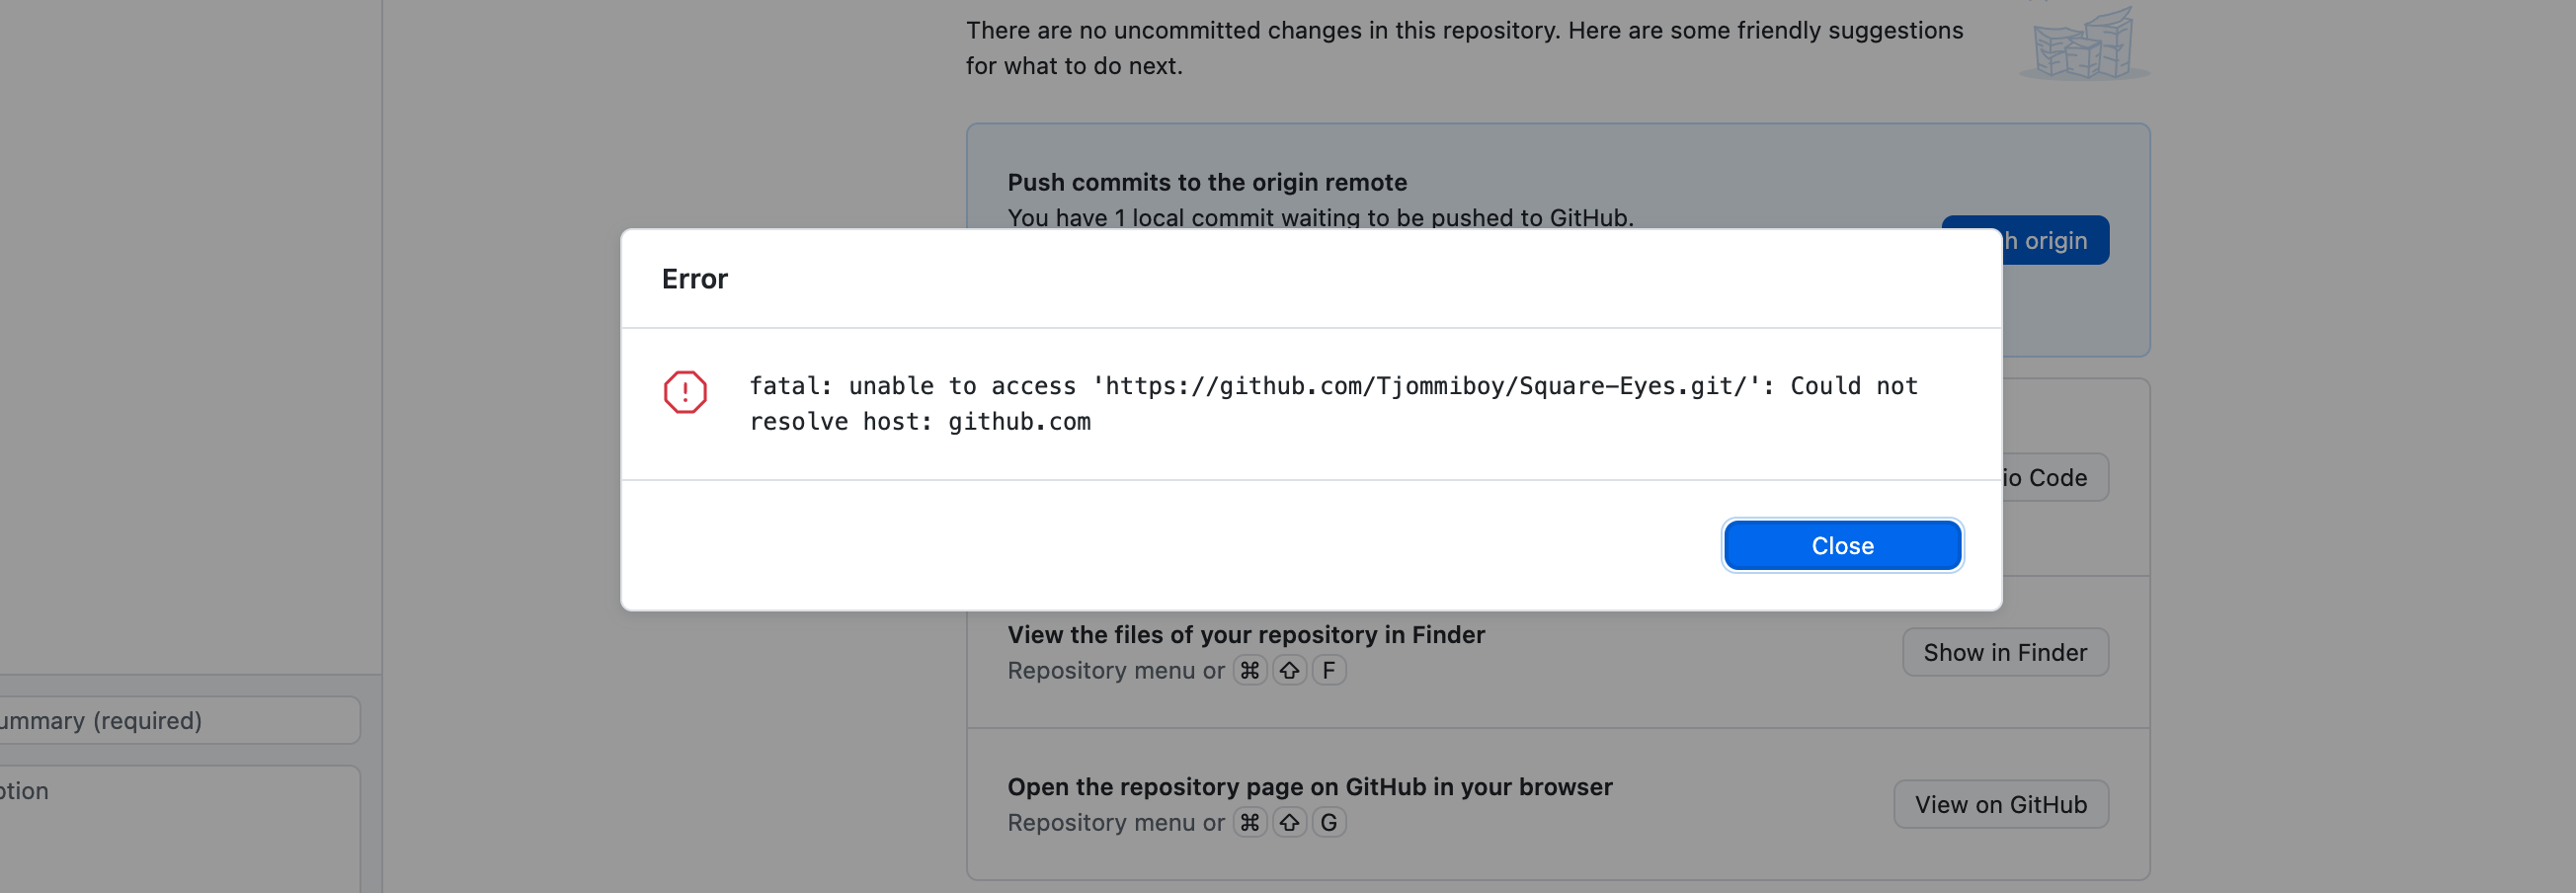 There are no uncommitted changes in this repository. Here are some friendly suggestions
for what to do next.
Push commits to the origin remote
You have 1 local commit waiting to be pushed to GitHub.
h origin
Error
fatal: unable to access 'https://github.com/Tjommiboy/Square-Eyes.git/': Could not
resolve host: github.com
io Code
Close
View the files of your repository in Finder
Repository menu or ⌘ ⇧ F
Show in Finder
ummary (required)
ption
Open the repository page on GitHub in your browser
Repository menu or ⌘ ⇧ G
View on GitHub